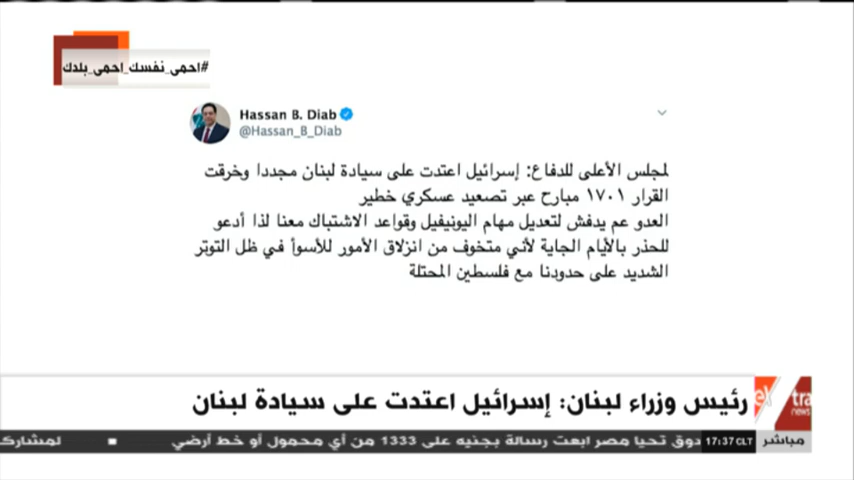 #احمى_نفسك_احمى_بلدك
Hassan B. Diab
@Hassan_B_Diab
لمجلس الأعلى للدفاع: إسرائيل اعتدت على سيادة لبنان مجددا وخرقت
القرار ١٧٠١ مبارح عبر تصعيد عسكري خطير
العدو عم يدفش لتعديل مهام اليونيفيل وقواعد الاشتباك معنا لذا أدعو
للحذر بالأيام الجاية لأني متخوف من انزلاق الأمور للأسوأ في ظل التوتر
الشديد على حدودنا مع فلسطين المحتلة
رئيس وزراء لبنان: إسرائيل اعتدت على سيادة لبنان
tra
news
مباشر
17:37 CLT
دوق تحيا مصر ابعت رسالة بجنيه على 1333 من أي محمول أو خط أرضي ■ لمشارك